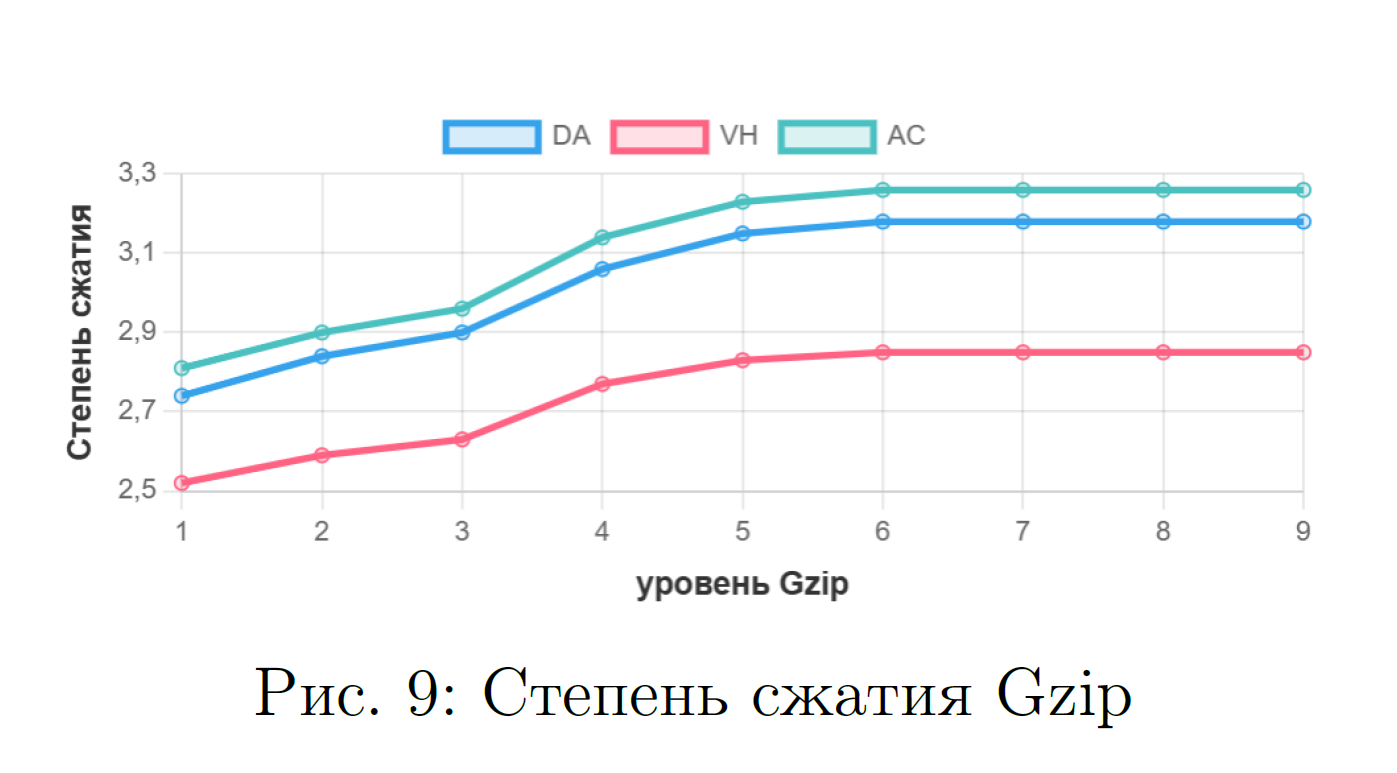 DA VH AC
3,3
3,1
2,9
2,7
2,5
Степень сжатия
1 2 3 4 5 6 7 8 9
уровень Gzip
Рис. 9: Степень сжатия Gzip